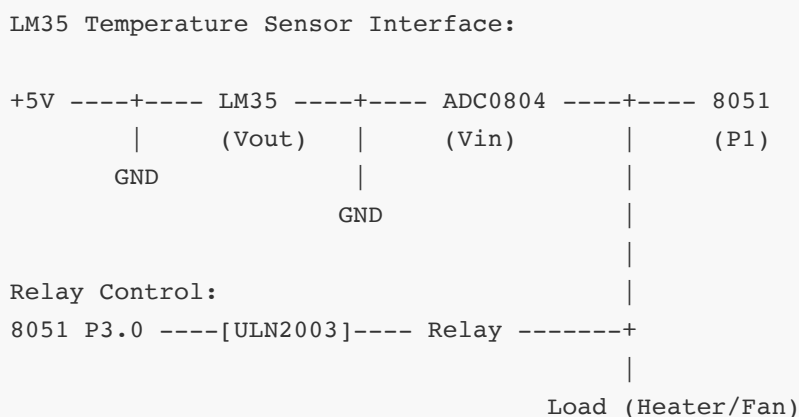 LM35 Temperature Sensor Interface:
+5V ----+---- LM35 ----+---- ADC0804 ----+---- 8051
| (Vout) | (Vin) | (P1)
GND | |
GND |
|
Relay Control: |
8051 P3.0 ----[ULN2003]---- Relay -------+
|
Load (Heater/Fan)